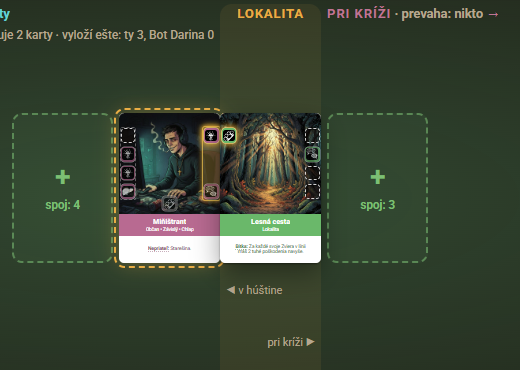 ty
LOKALITA
PRI KRÍŽI · prevaha: nikto →
uje 2 karty · vyloží ešte: ty 3, Bot Darina 0
+
spoj: 4
Miništrant
Občan • Závislý • Chlap
Nepriateľ: Starešina.
Lesná cesta
Lokalita
+
spoj: 3
◀ v húštine
pri kríži ▶